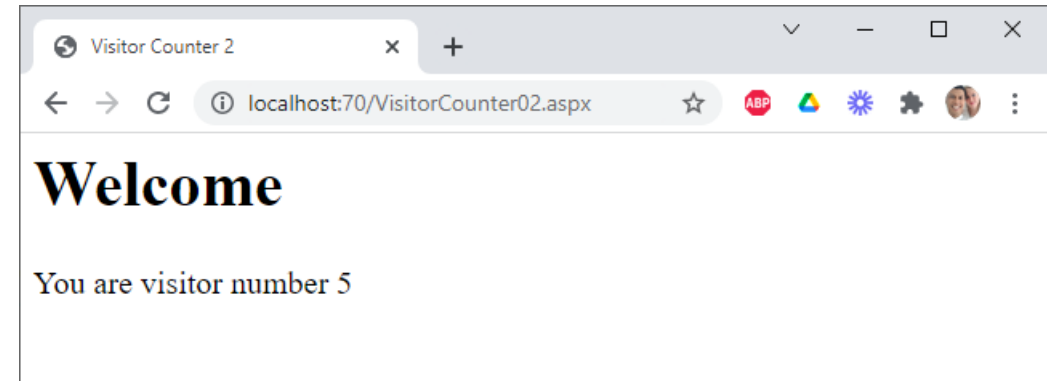 Visitor Counter 2
localhost:70/VisitorCounter02.aspx
ABP
Welcome
You are visitor number 5